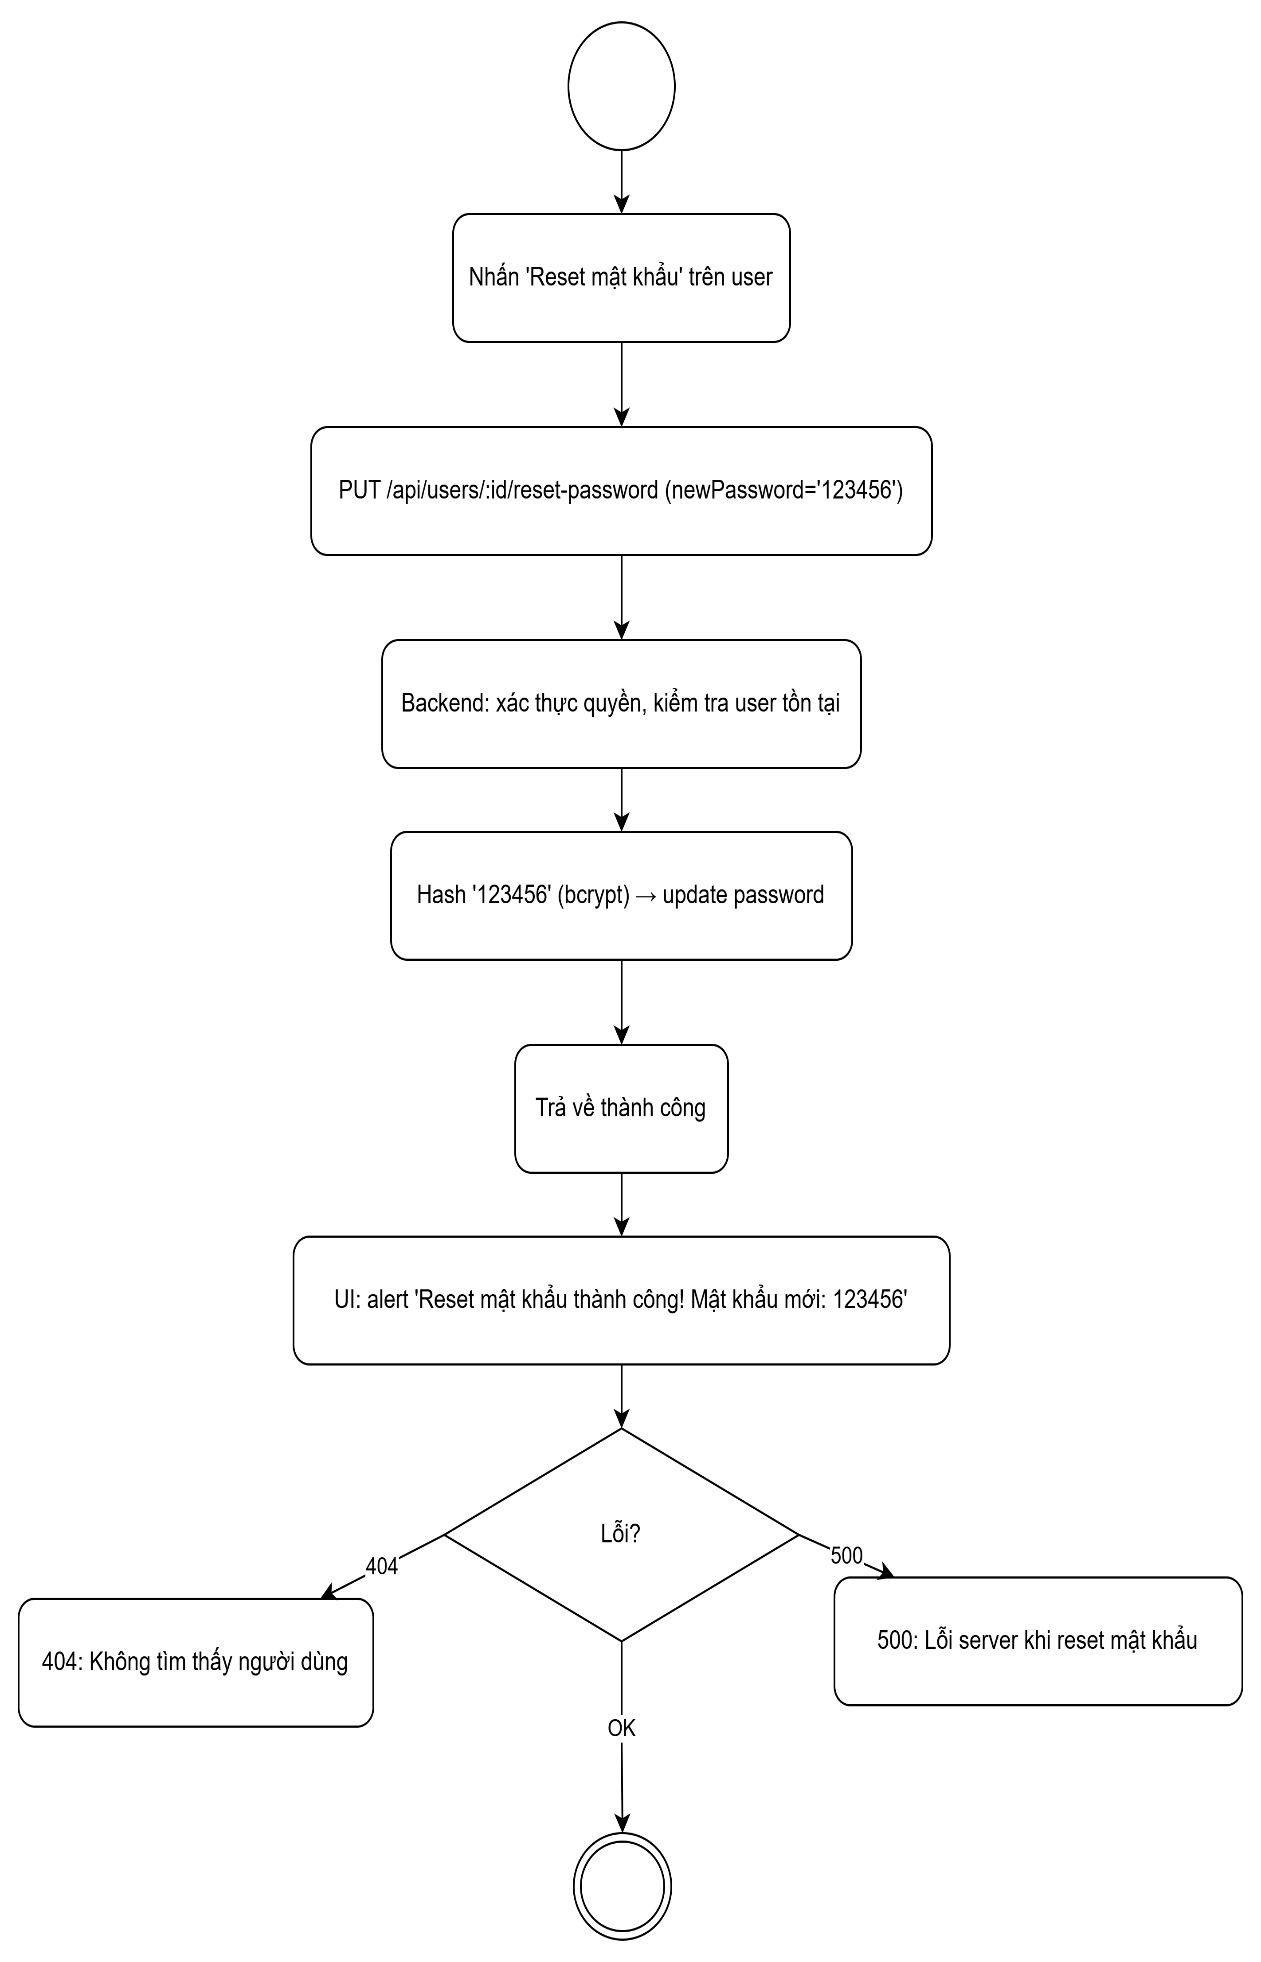 Nhấn 'Reset mật khẩu' trên user
PUT /api/users/:id/reset-password (newPassword='123456')
Backend: xác thực quyền, kiểm tra user tồn tại
Hash '123456' (bcrypt) → update password
Trả về thành công
UI: alert 'Reset mật khẩu thành công! Mật khẩu mới: 123456'
Lỗi?
404
500
404: Không tìm thấy người dùng
500: Lỗi server khi reset mật khẩu
OK